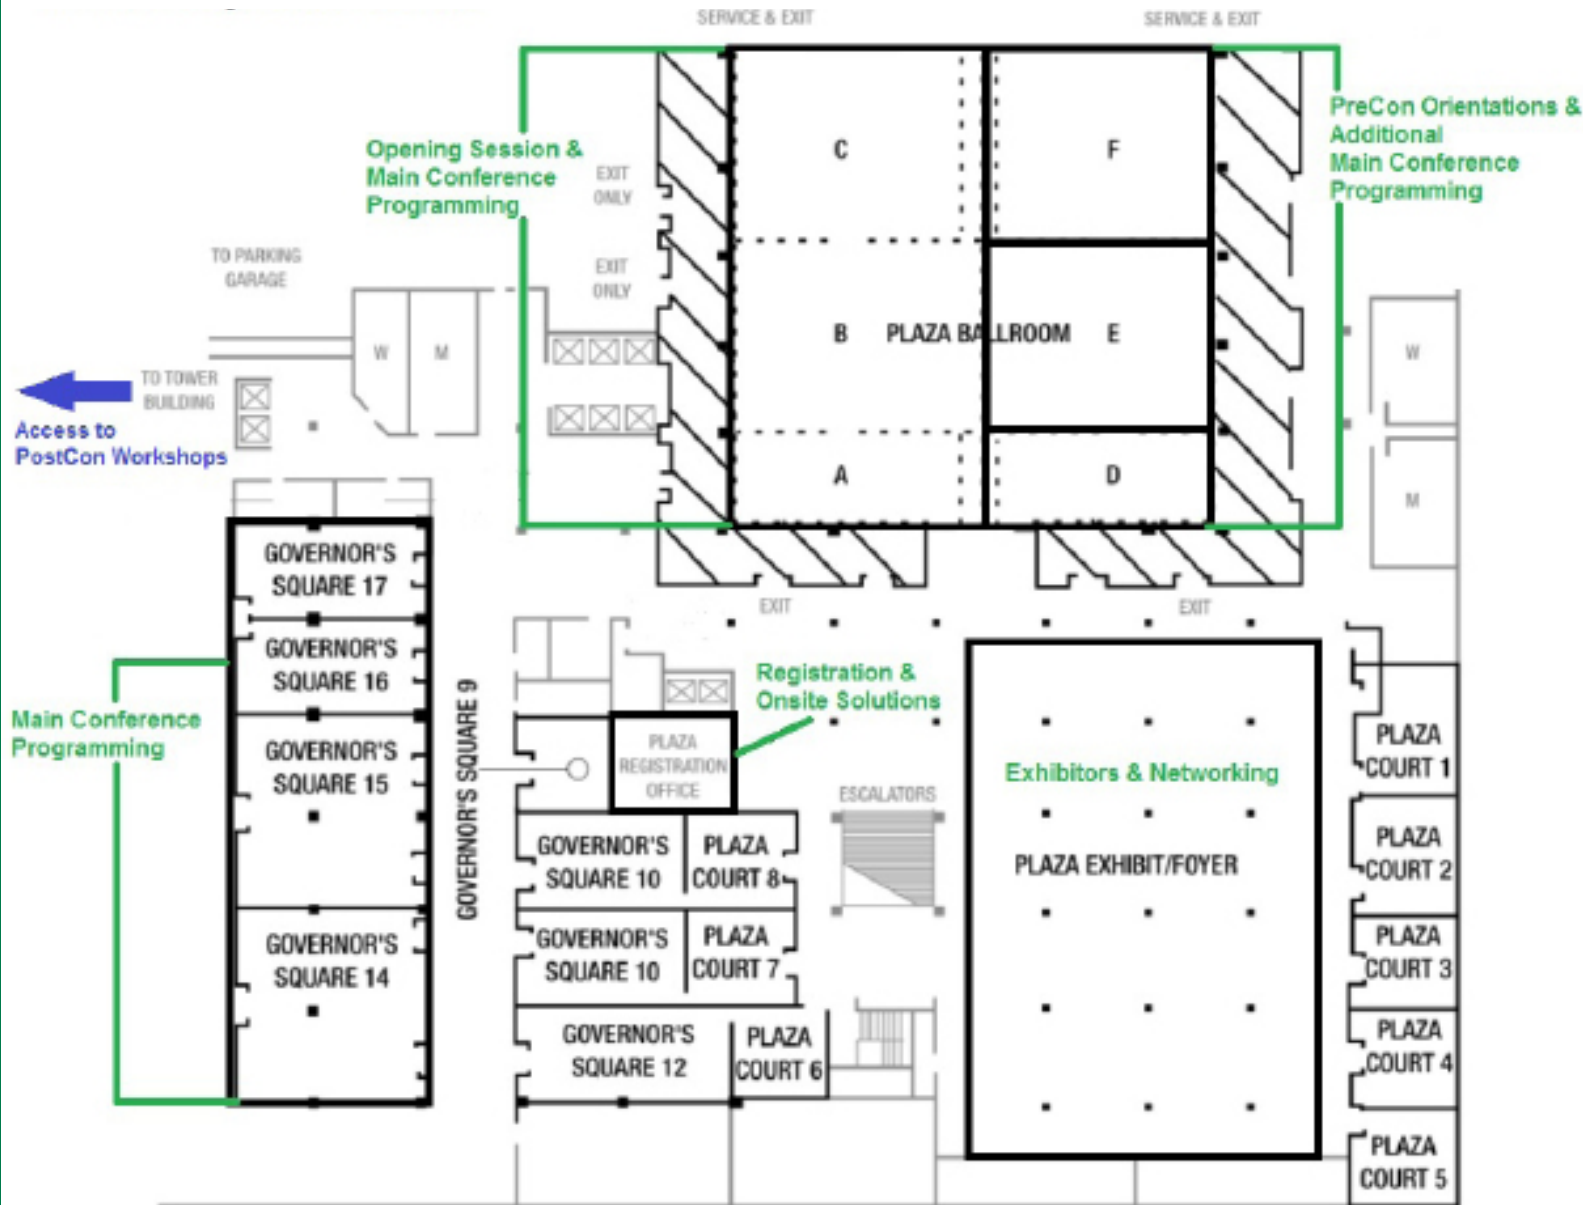 SERVICE & EXIT
SERVICE & EXIT
PreCon Orientations &
Additional
Main Conference
Programming
Opening Session &
Main Conference
Programming
EXIT
ONLY
C
F
TO PARKING
GARAGE
EXIT
ONLY
W
M
B
PLAZA BALLROOM
E
W
TO TOWER
BUILDING
Access to
PostCon Workshops
A
D
M
GOVERNOR'S
SQUARE 17
EXIT
EXIT
GOVERNOR'S
SQUARE 16
Registration &
Onsite Solutions
Main Conference
Programming
GOVERNOR'S
SQUARE 15
GOVERNOR'S SQUARE 9
PLAZA
REGISTRATION
OFFICE
ESCALATORS
Exhibitors & Networking
PLAZA
COURT 1
GOVERNOR'S
SQUARE 10
PLAZA
COURT 8
PLAZA EXHIBIT/FOYER
PLAZA
COURT 2
GOVERNOR'S
SQUARE 14
GOVERNOR'S
SQUARE 10
PLAZA
COURT 7
PLAZA
COURT 3
GOVERNOR'S
SQUARE 12
PLAZA
COURT 6
PLAZA
COURT 4
PLAZA
COURT 5